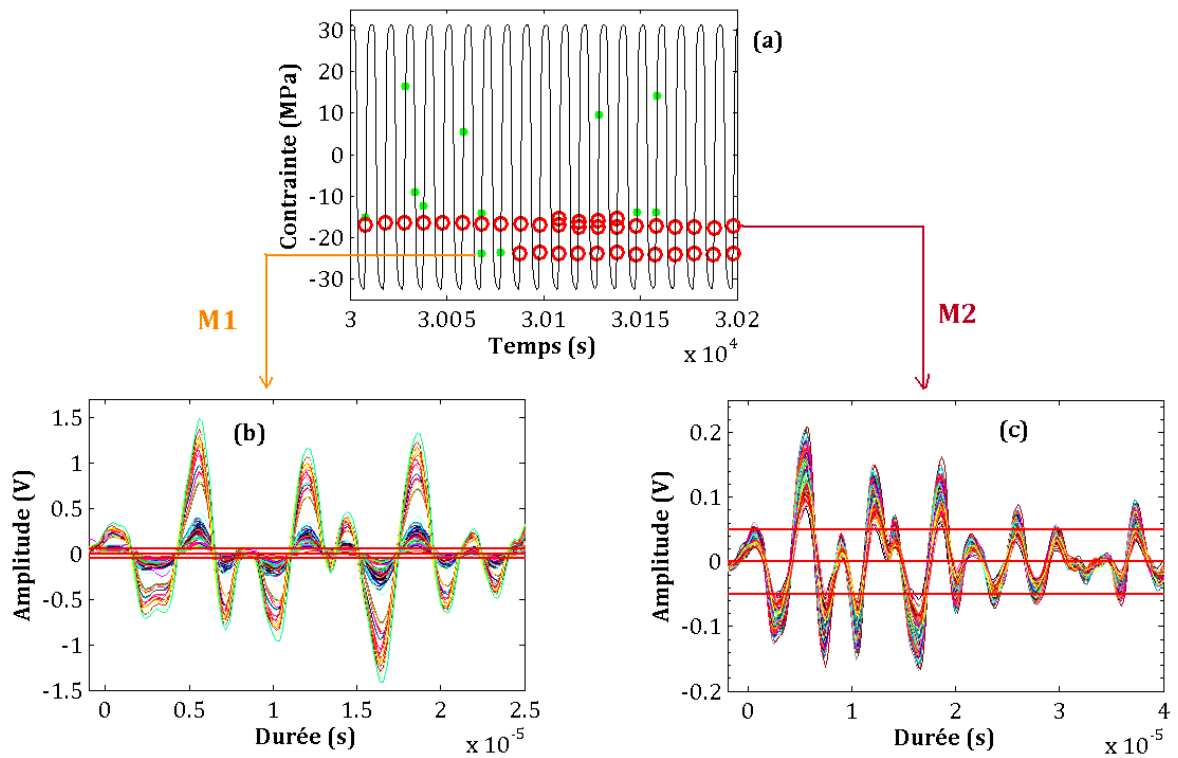 (a)
Contrainte (MPa)
30
20
10
0
-10
-20
-30
3
3.005
3.01
3.015
3.02
Temps (s)
x 10^4
M1
M2
(b)
Amplitude (V)
1.5
1
0.5
0
-0.5
-1
-1.5
0
0.5
1
1.5
2
2.5
Durée (s)
x 10^-5
(c)
Amplitude (V)
0.2
0.1
0
-0.1
-0.2
0
1
2
3
4
Durée (s)
x 10^-5